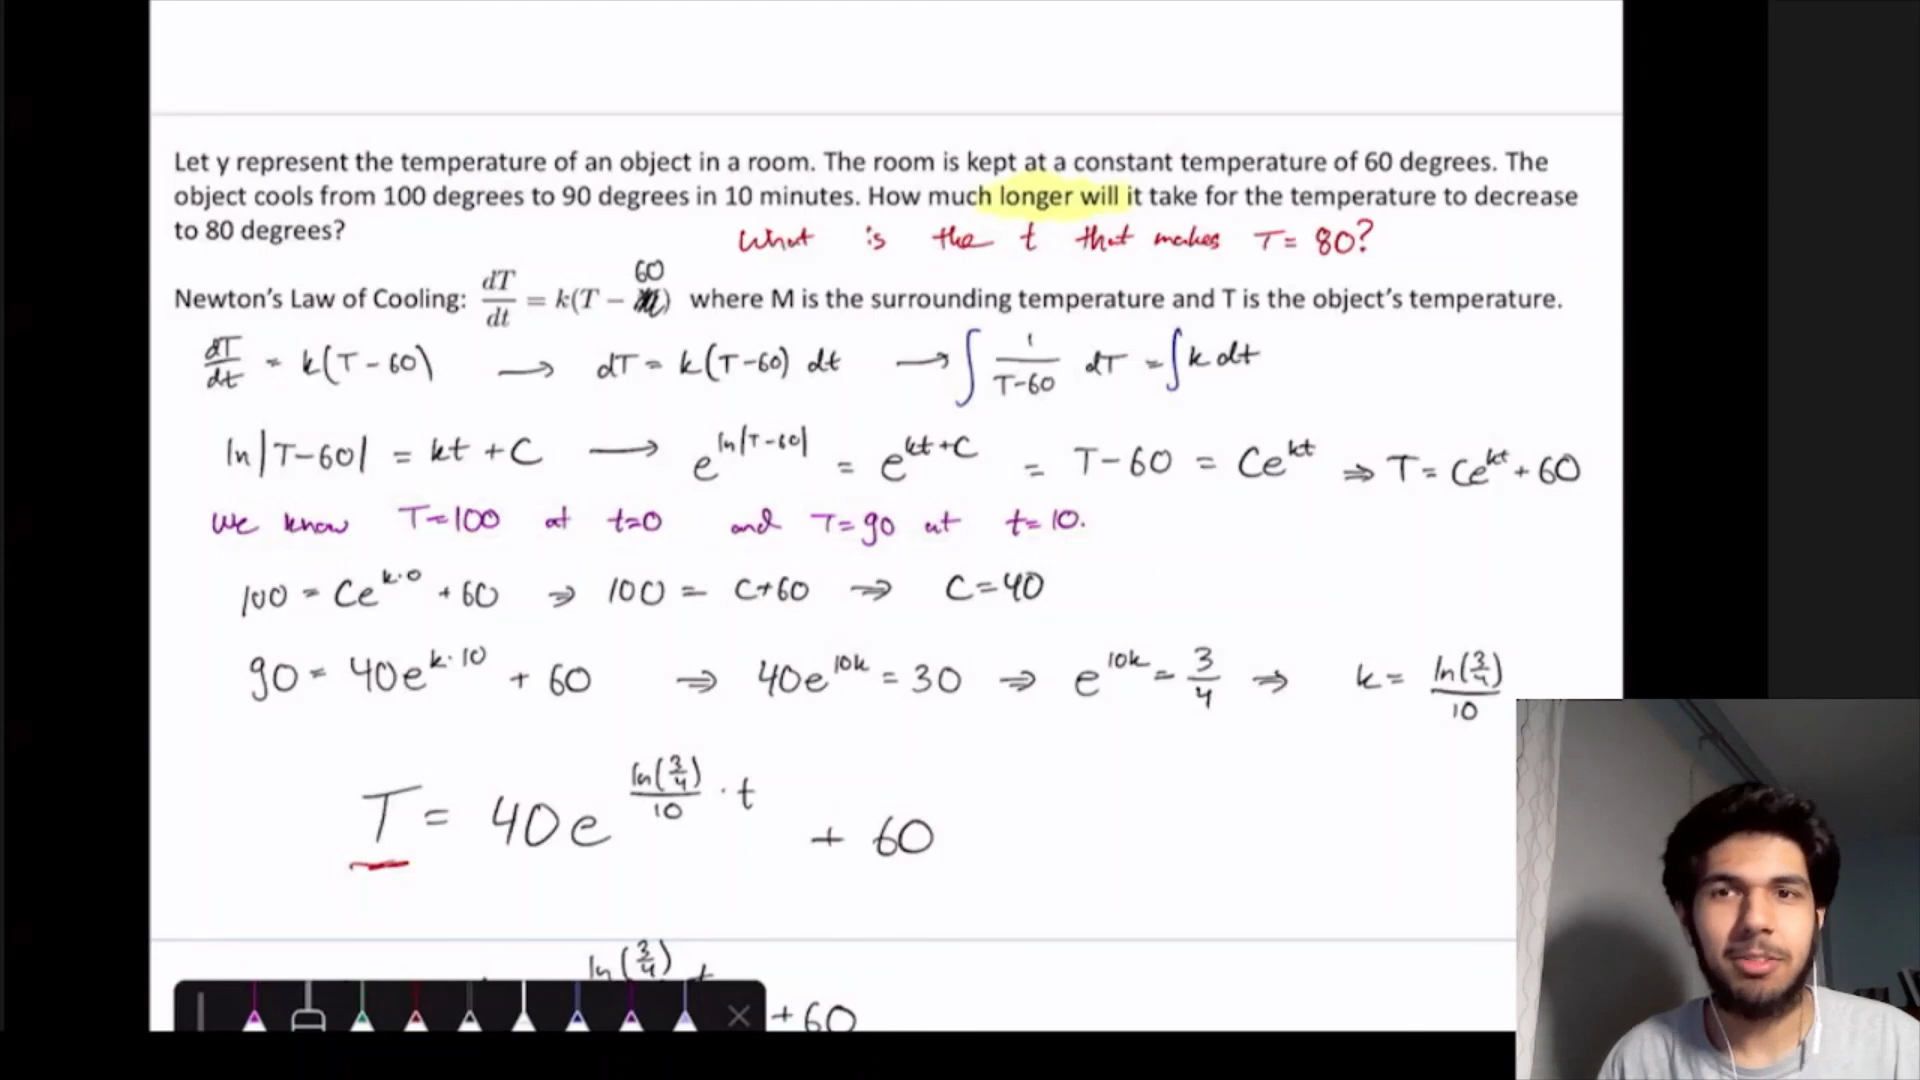 Let y represent the temperature of an object in a room. The room is kept at a constant temperature of 60 degrees. The
object cools from 100 degrees to 90 degrees in 10 minutes. How much longer will it take for the temperature to decrease
to 80 degrees?
What is the t that makes T = 80?
60
Newton's Law of Cooling: dT/dt = k(T − ) where M is the surrounding temperature and T is the object's temperature.
dT/dt = k(T-60) → dT = k(T-60) dt → ∫ 1/(T-60) dT = ∫ k dt
ln|T-60| = kt + C → e^(ln|T-60|) = e^(kt+C) = T-60 = Ce^(kt) ⇒ T = Ce^(kt) + 60
We know T=100 at t=0 and T=90 at t=10.
100 = Ce^(k·0) + 60 ⇒ 100 = C+60 ⇒ C=40
90 = 40e^(k·10) + 60 ⇒ 40e^(10k) = 30 ⇒ e^(10k) = 3/4 ⇒ k = ln(3/4)/10
T = 40e^(ln(3/4)/10 · t) + 60
ln(3/4) t
+ 60